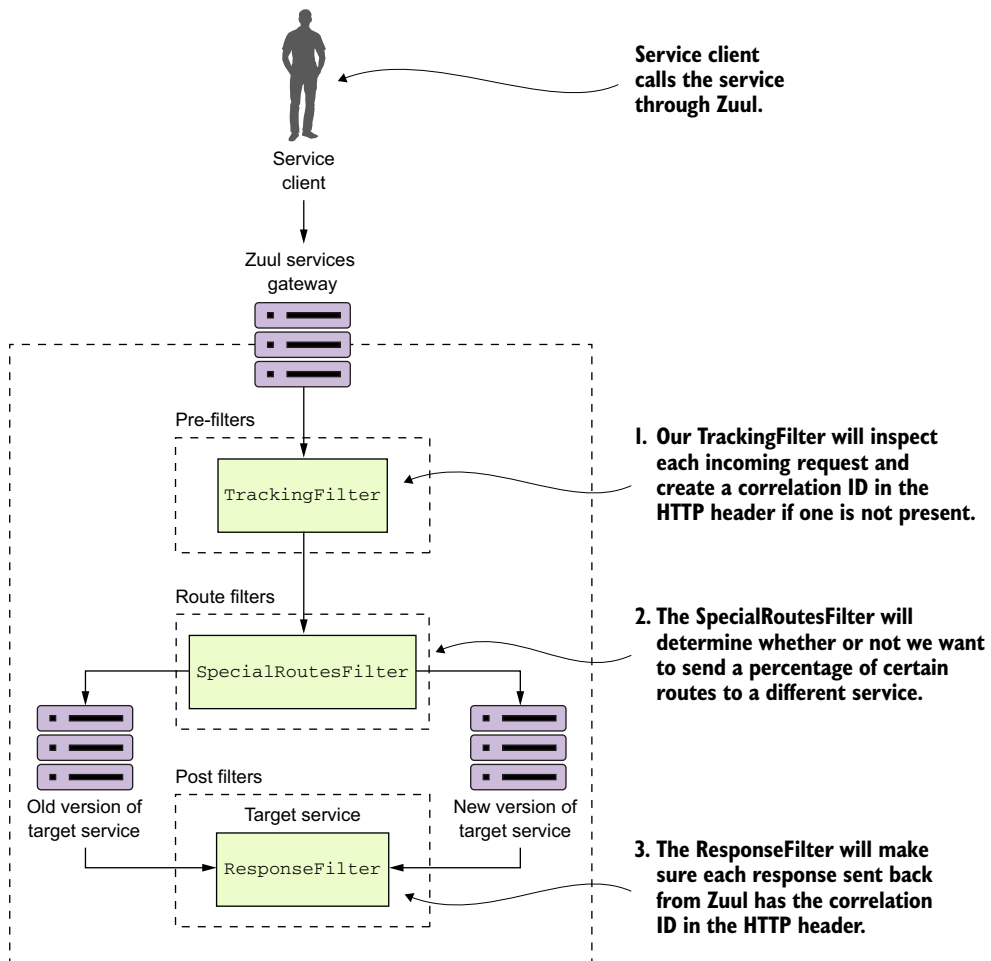 Service client
calls the service
through Zuul.
Service
client
Zuul services
gateway
Pre-filters
TrackingFilter
1. Our TrackingFilter will inspect
each incoming request and
create a correlation ID in the
HTTP header if one is not present.
Route filters
SpecialRoutesFilter
2. The SpecialRoutesFilter will
determine whether or not we want
to send a percentage of certain
routes to a different service.
Old version of
target service
New version of
target service
Post filters
Target service
ResponseFilter
3. The ResponseFilter will make
sure each response sent back
from Zuul has the correlation
ID in the HTTP header.